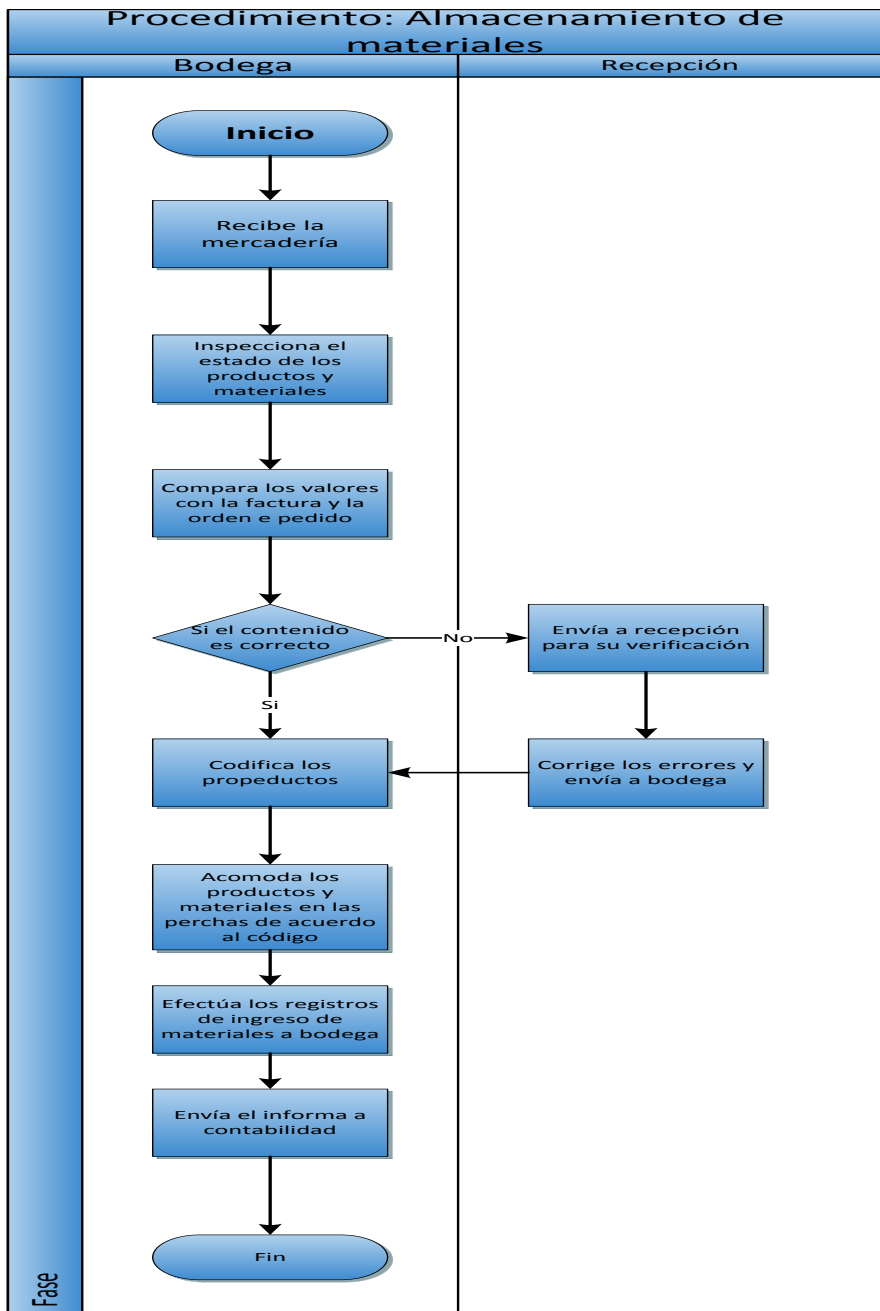 Procedimiento: Almacenamiento de
materiales
Bodega
Recepción
Inicio
Recibe la
mercadería
Inspecciona el
estado de los
productos y
materiales
Compara los valores
con la factura y la
orden e pedido
Si el contenido
es correcto
No
Envía a recepción
para su verificación
Si
Codifica los
propeductos
Corrige los errores y
envía a bodega
Acomoda los
productos y
materiales en las
perchas de acuerdo
al código
Efectúa los registros
de ingreso de
materiales a bodega
Envía el informa a
contabilidad
Fin
Fase